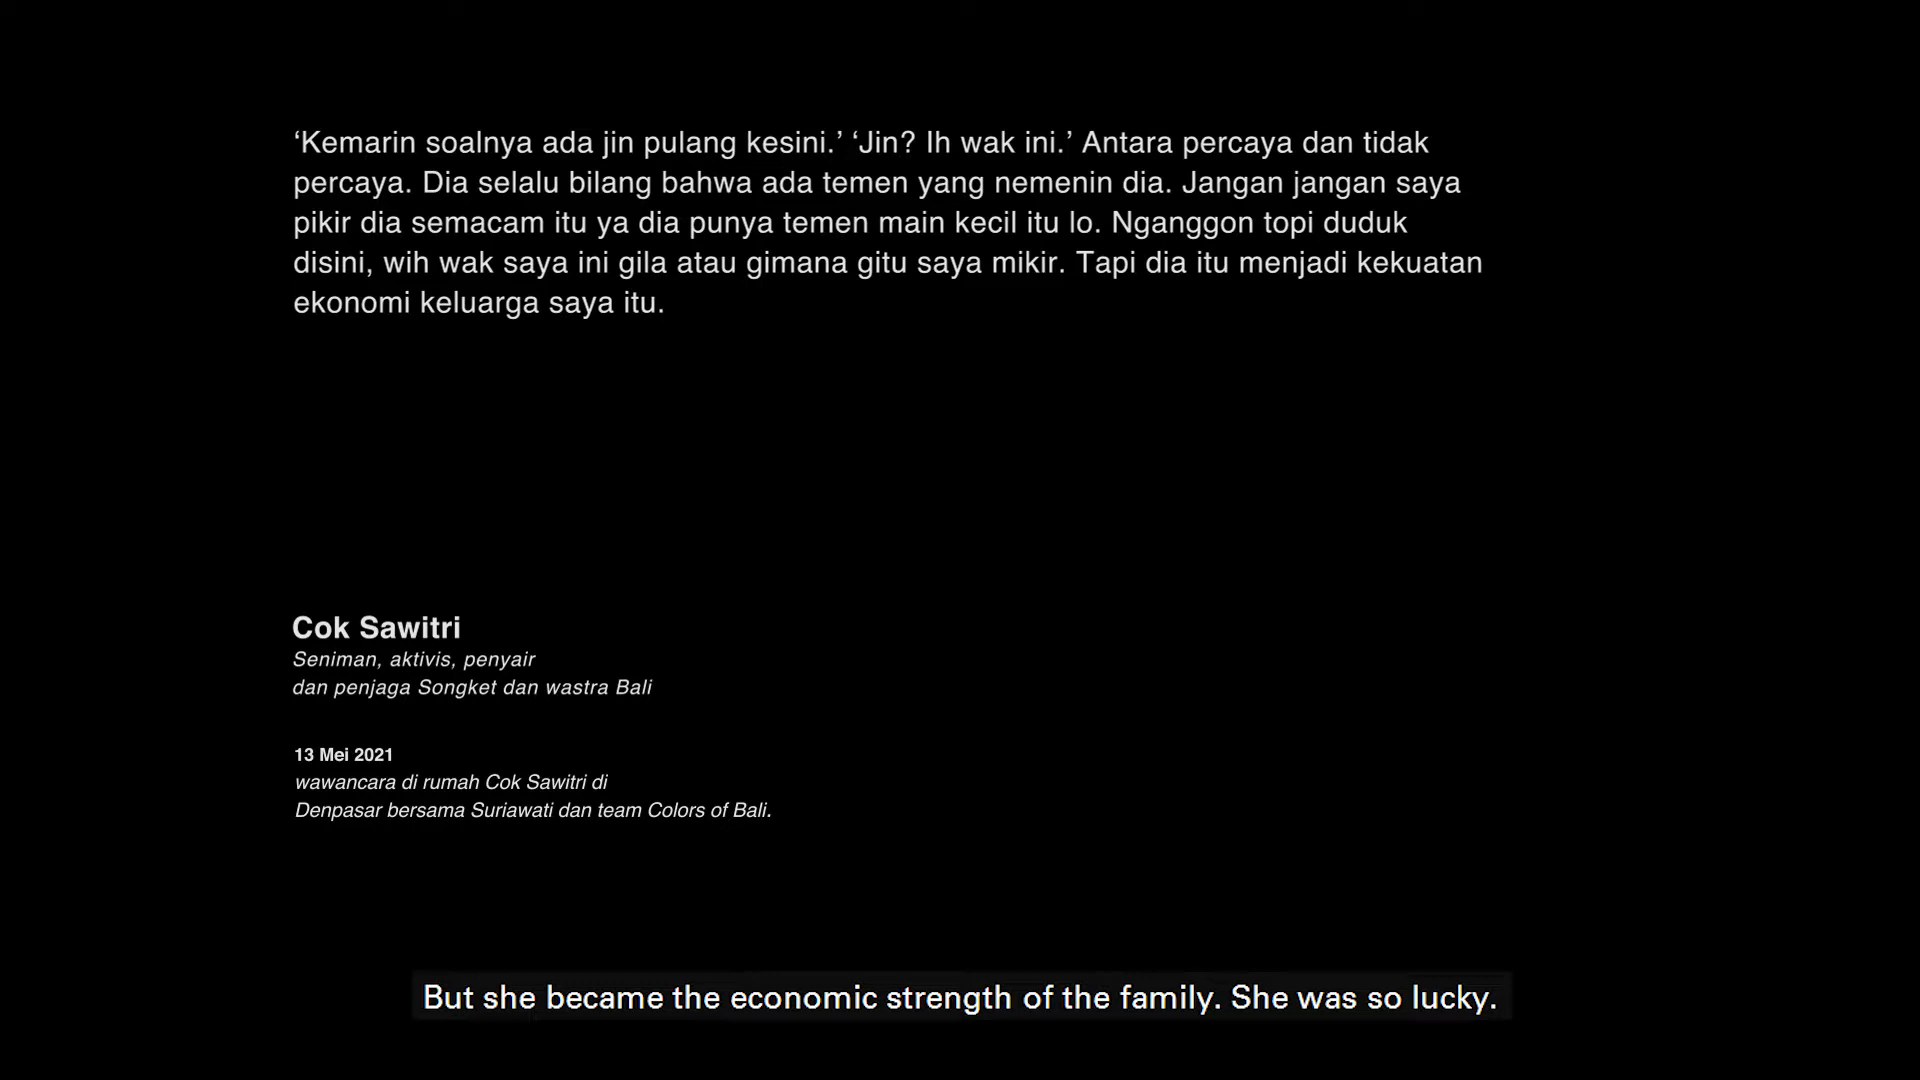 ‘Kemarin soalnya ada jin pulang kesini.’ ‘Jin? Ih wak ini.’ Antara percaya dan tidak
percaya. Dia selalu bilang bahwa ada temen yang nemenin dia. Jangan jangan saya
pikir dia semacam itu ya dia punya temen main kecil itu lo. Nganggon topi duduk
disini, wih wak saya ini gila atau gimana gitu saya mikir. Tapi dia itu menjadi kekuatan
ekonomi keluarga saya itu.
Cok Sawitri
Seniman, aktivis, penyair
dan penjaga Songket dan wastra Bali
13 Mei 2021
wawancara di rumah Cok Sawitri di
Denpasar bersama Suriawati dan team Colors of Bali.
But she became the economic strength of the family. She was so lucky.